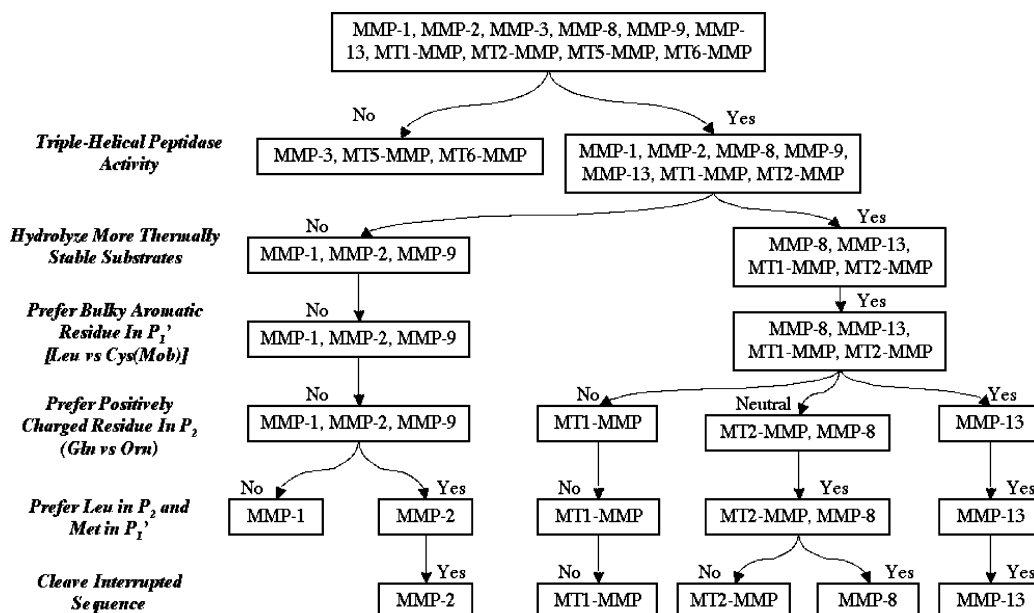 MMP-1, MMP-2, MMP-3, MMP-8, MMP-9, MMP-
13, MT1-MMP, MT2-MMP, MT5-MMP, MT6-MMP
No
Yes
Triple-Helical Peptidase
Activity
MMP-3, MT5-MMP, MT6-MMP
MMP-1, MMP-2, MMP-8, MMP-9,
MMP-13, MT1-MMP, MT2-MMP
No
Yes
Hydrolyze More Thermally
Stable Substrates
MMP-1, MMP-2, MMP-9
MMP-8, MMP-13,
MT1-MMP, MT2-MMP
No
Yes
Prefer Bulky Aromatic
Residue In P1'
[Leu vs Cys(Mob)]
MMP-1, MMP-2, MMP-9
MMP-8, MMP-13,
MT1-MMP, MT2-MMP
No
No
Neutral
Yes
Prefer Positively
Charged Residue In P2
(Gln vs Orn)
MMP-1, MMP-2, MMP-9
MT1-MMP
MT2-MMP, MMP-8
MMP-13
No
Yes
No
Yes
Yes
Prefer Leu in P2 and
Met in P1'
MMP-1
MMP-2
MT1-MMP
MT2-MMP, MMP-8
MMP-13
Yes
No
No
Yes
Yes
Cleave Interrupted
Sequence
MMP-2
MT1-MMP
MT2-MMP
MMP-8
MMP-13